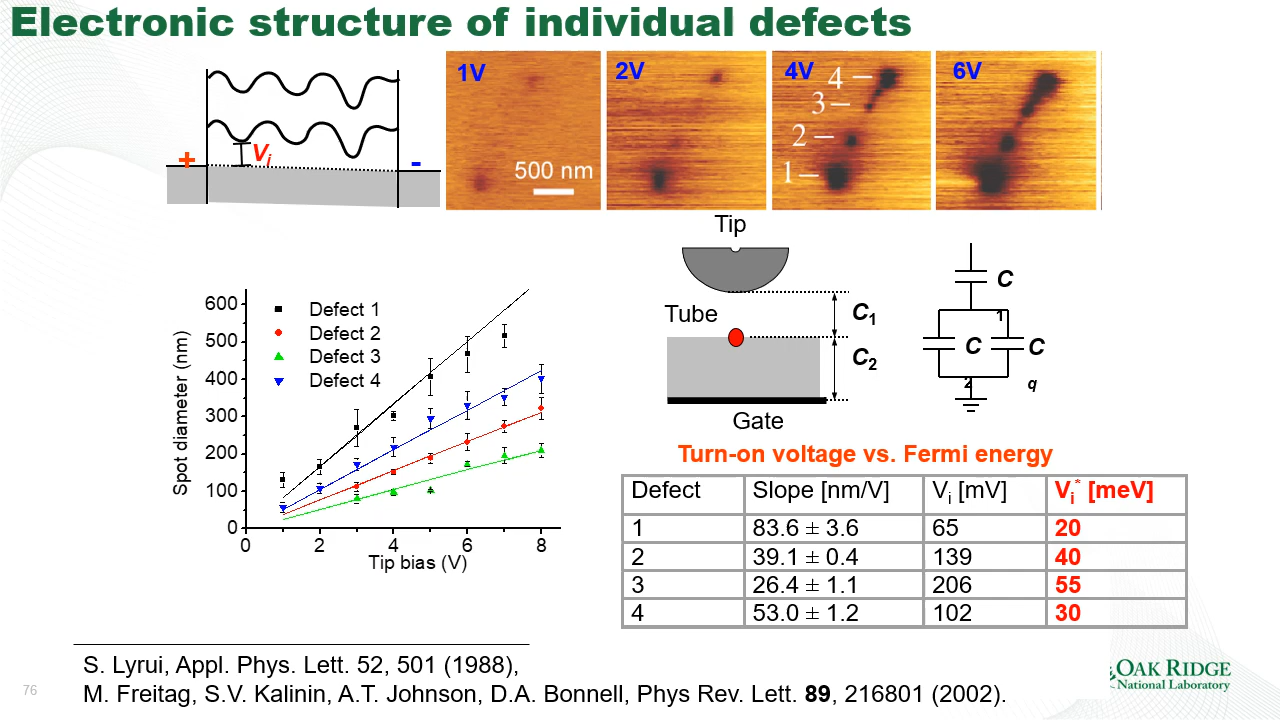 Electronic structure of individual defects
+
Vi
-
1V
500 nm
2V
4V
4
3
2
1
6V
Tip
Tube
C1
C2
Gate
C
1
C
2
C
q
600
500
400
300
200
100
0
0 2 4 6 8
Spot diameter (nm)
Tip bias (V)
Defect 1
Defect 2
Defect 3
Defect 4
Turn-on voltage vs. Fermi energy
Defect Slope [nm/V] Vi [mV] Vi* [meV]
1 83.6 ± 3.6 65 20
2 39.1 ± 0.4 139 40
3 26.4 ± 1.1 206 55
4 53.0 ± 1.2 102 30
S. Lyrui, Appl. Phys. Lett. 52, 501 (1988),
M. Freitag, S.V. Kalinin, A.T. Johnson, D.A. Bonnell, Phys Rev. Lett. 89, 216801 (2002).
76
OAK RIDGE
National Laboratory